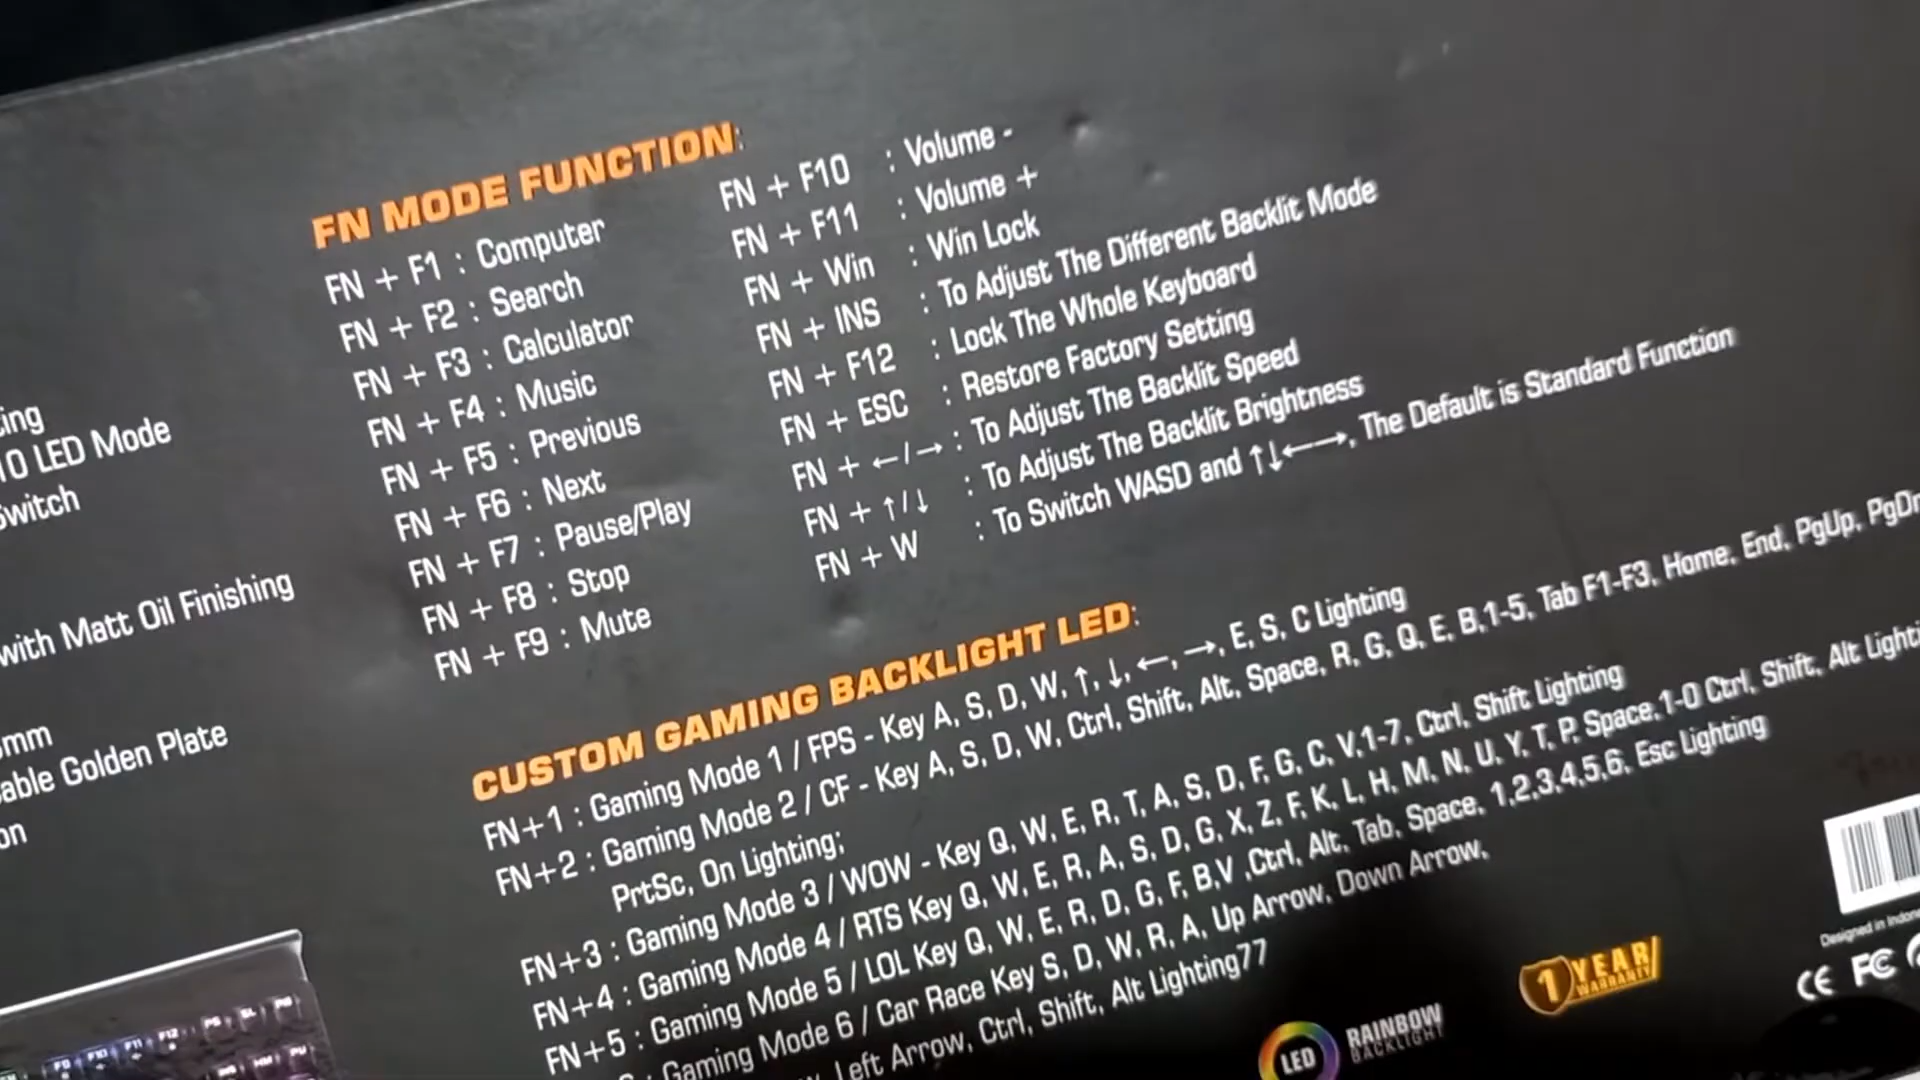 10 LED Mode
Switch
with Matt Oil Finishing
mm
able Golden Plate
on
FN MODE FUNCTION:
FN + F1 : Computer
FN + F2 : Search
FN + F3 : Calculator
FN + F4 : Music
FN + F5 : Previous
FN + F6 : Next
FN + F7 : Pause/Play
FN + F8 : Stop
FN + F9 : Mute
FN + F10 : Volume -
FN + F11 : Volume +
FN + Win : Win Lock
FN + INS : To Adjust The Different Backlit Mode
FN + F12 : Lock The Whole Keyboard
FN + ESC : Restore Factory Setting
FN + ←/→ : To Adjust The Backlit Speed
FN + ↑/↓ : To Adjust The Backlit Brightness
FN + W : To Switch WASD and ↑↓←→, The Default is Standard Function
CUSTOM GAMING BACKLIGHT LED:
FN+1 : Gaming Mode 1 / FPS - Key A, S, D, W, ↑, ↓, ←, →, E, S, C Lighting
FN+2 : Gaming Mode 2 / CF - Key A, S, D, W, Ctrl, Shift, Alt, Space, R, G, Q, E, B,1-5, Tab F1-F3, Home, End, PgUp, PgDn
PrtSc, On Lighting;
FN+3 : Gaming Mode 3 / WOW - Key Q, W, E, R, T, A, S, D, F, G, C, V,1-7, Ctrl, Shift Lighting
FN+4 : Gaming Mode 4 / RTS Key Q, W, E, R, A, S, D, G, X, Z, F, K, L, H, M, N, U, Y, T, P, Space,1-0 Ctrl, Shift, Alt Lighti
FN+5 : Gaming Mode 5 / LOL Key Q, W, E, R, D, G, F, B,V ,Ctrl, Alt, Tab, Space, 1,2,3,4,5,6, Esc Lighting
: Gaming Mode 6 / Car Race Key S, D, W, R, A, Up Arrow, Down Arrow,
Left Arrow, Ctrl, Shift, Alt Lighting77
LED
RAINBOW
BACKLIGHT
1 YEAR
WARRANTY
Designed in Indone
CE FC
F10 F11 F12